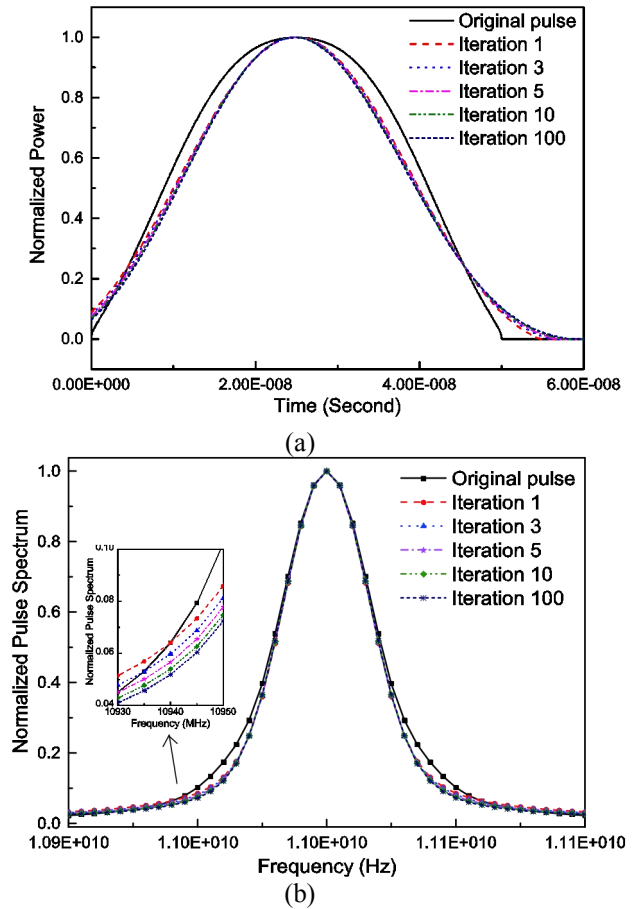 Original pulse
Iteration 1
Iteration 3
Iteration 5
Iteration 10
Iteration 100
1.0
0.8
0.6
0.4
0.2
0.0
Normalized Power
0.00E+000 2.00E-008 4.00E-008 6.00E-008
Time (Second)
(a)
Original pulse
Iteration 1
Iteration 3
Iteration 5
Iteration 10
Iteration 100
1.0
0.8
0.6
0.4
0.2
0.0
Normalized Pulse Spectrum
0.10
0.08
0.06
0.04
Normalized Pulse Spectrum
10930 10940 10950
Frequency (MHz)
1.09E+010 1.10E+010 1.10E+010 1.11E+010 1.11E+010
Frequency (Hz)
(b)